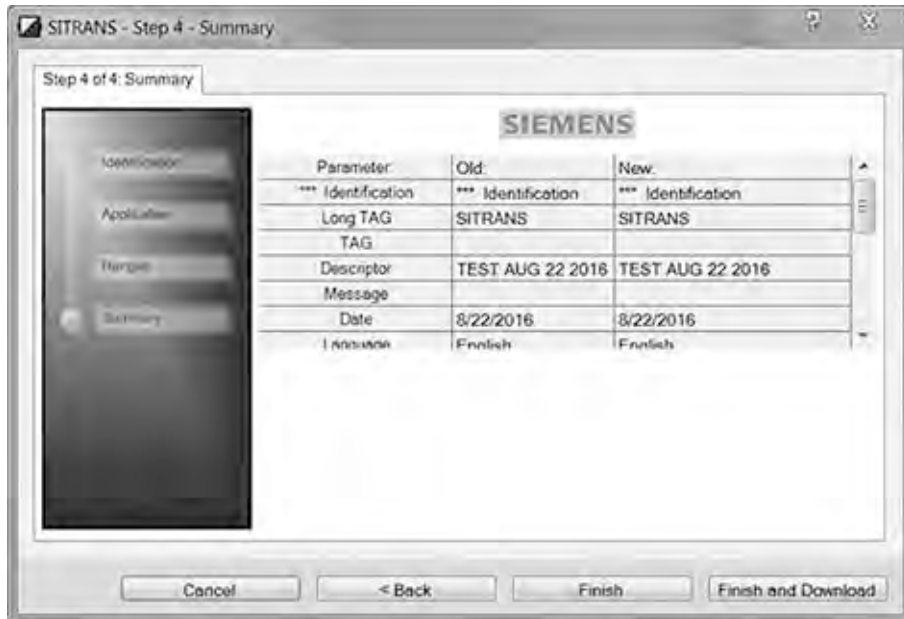 SITRANS - Step 4 - Summary
Step 4 of 4: Summary
Identification
Application
Ranges
Summary
SIEMENS
Parameter: Old: New:
*** Identification *** Identification *** Identification
Long TAG SITRANS SITRANS
TAG
Descriptor TEST AUG 22 2016 TEST AUG 22 2016
Message
Date 8/22/2016 8/22/2016
Language English English
Cancel < Back Finish Finish and Download